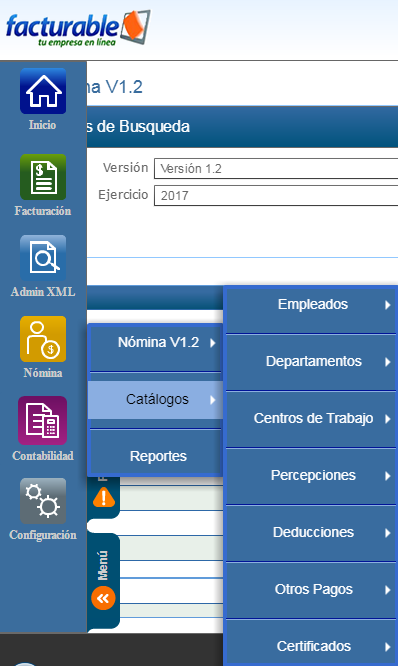 facturable
tu empresa en línea
na V1.2
s de Busqueda
Versión
Versión 1.2
Ejercicio
2017
Inicio
Facturación
Admin XML
Nómina
Contabilidad
Configuración
Nómina V1.2
Catálogos
Reportes
Empleados
Departamentos
Centros de Trabajo
Percepciones
Deducciones
Otros Pagos
Certificados
Menú